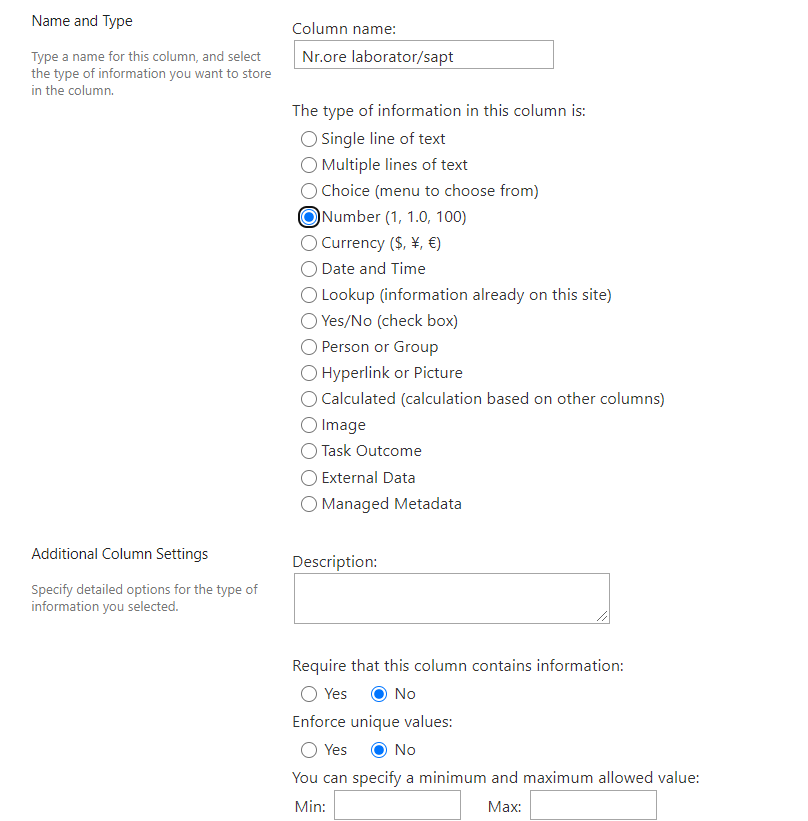 Name and Type
Type a name for this column, and select
the type of information you want to store
in the column.
Column name:
Nr.ore laborator/sapt
The type of information in this column is:
Single line of text
Multiple lines of text
Choice (menu to choose from)
Number (1, 1.0, 100)
Currency ($, ¥, €)
Date and Time
Lookup (information already on this site)
Yes/No (check box)
Person or Group
Hyperlink or Picture
Calculated (calculation based on other columns)
Image
Task Outcome
External Data
Managed Metadata
Additional Column Settings
Specify detailed options for the type of
information you selected.
Description:
Require that this column contains information:
Yes No
Enforce unique values:
Yes No
You can specify a minimum and maximum allowed value:
Min: Max: